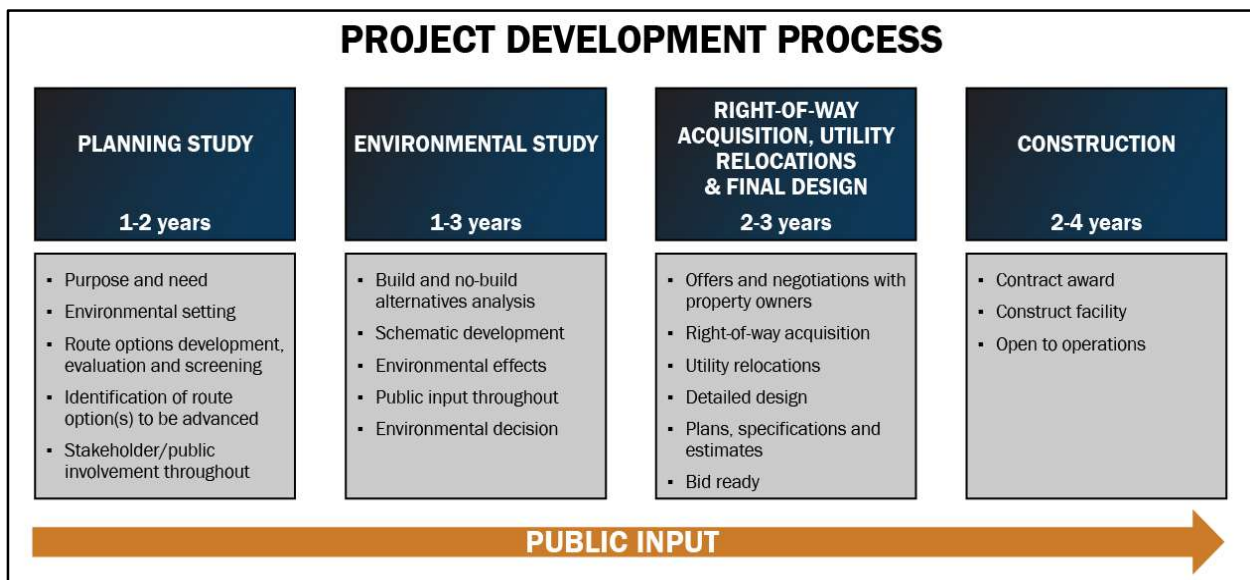 PROJECT DEVELOPMENT PROCESS
PLANNING STUDY
1-2 years
▪ Purpose and need
▪ Environmental setting
▪ Route options development,
evaluation and screening
▪ Identification of route
option(s) to be advanced
▪ Stakeholder/public
involvement throughout
ENVIRONMENTAL STUDY
1-3 years
▪ Build and no-build
alternatives analysis
▪ Schematic development
▪ Environmental effects
▪ Public input throughout
▪ Environmental decision
RIGHT-OF-WAY
ACQUISITION, UTILITY
RELOCATIONS
& FINAL DESIGN
2-3 years
▪ Offers and negotiations with
property owners
▪ Right-of-way acquisition
▪ Utility relocations
▪ Detailed design
▪ Plans, specifications and
estimates
▪ Bid ready
CONSTRUCTION
2-4 years
▪ Contract award
▪ Construct facility
▪ Open to operations
PUBLIC INPUT